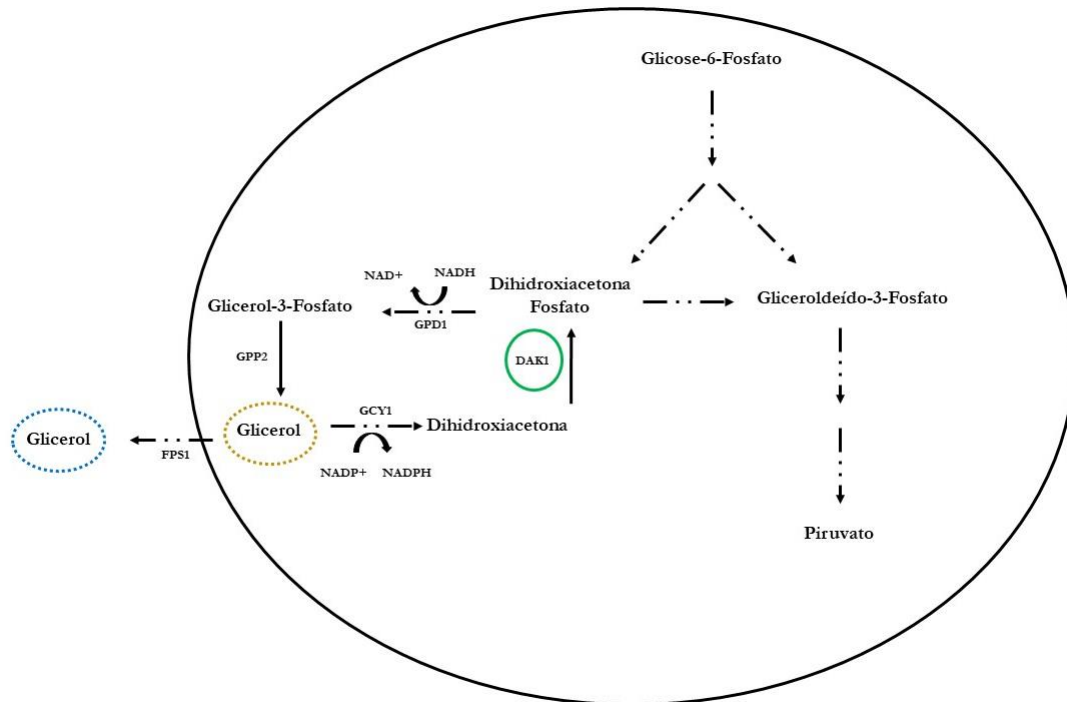 Glicose-6-Fosfato
NAD+
NADH
Dihidroxiacetona
Fosfato
Gliceroldeído-3-Fosfato
Glicerol-3-Fosfato
GPD1
GPP2
DAK1
GCY1
Glicerol
Glicerol
Dihidroxiacetona
FPS1
NADP+
NADPH
Piruvato